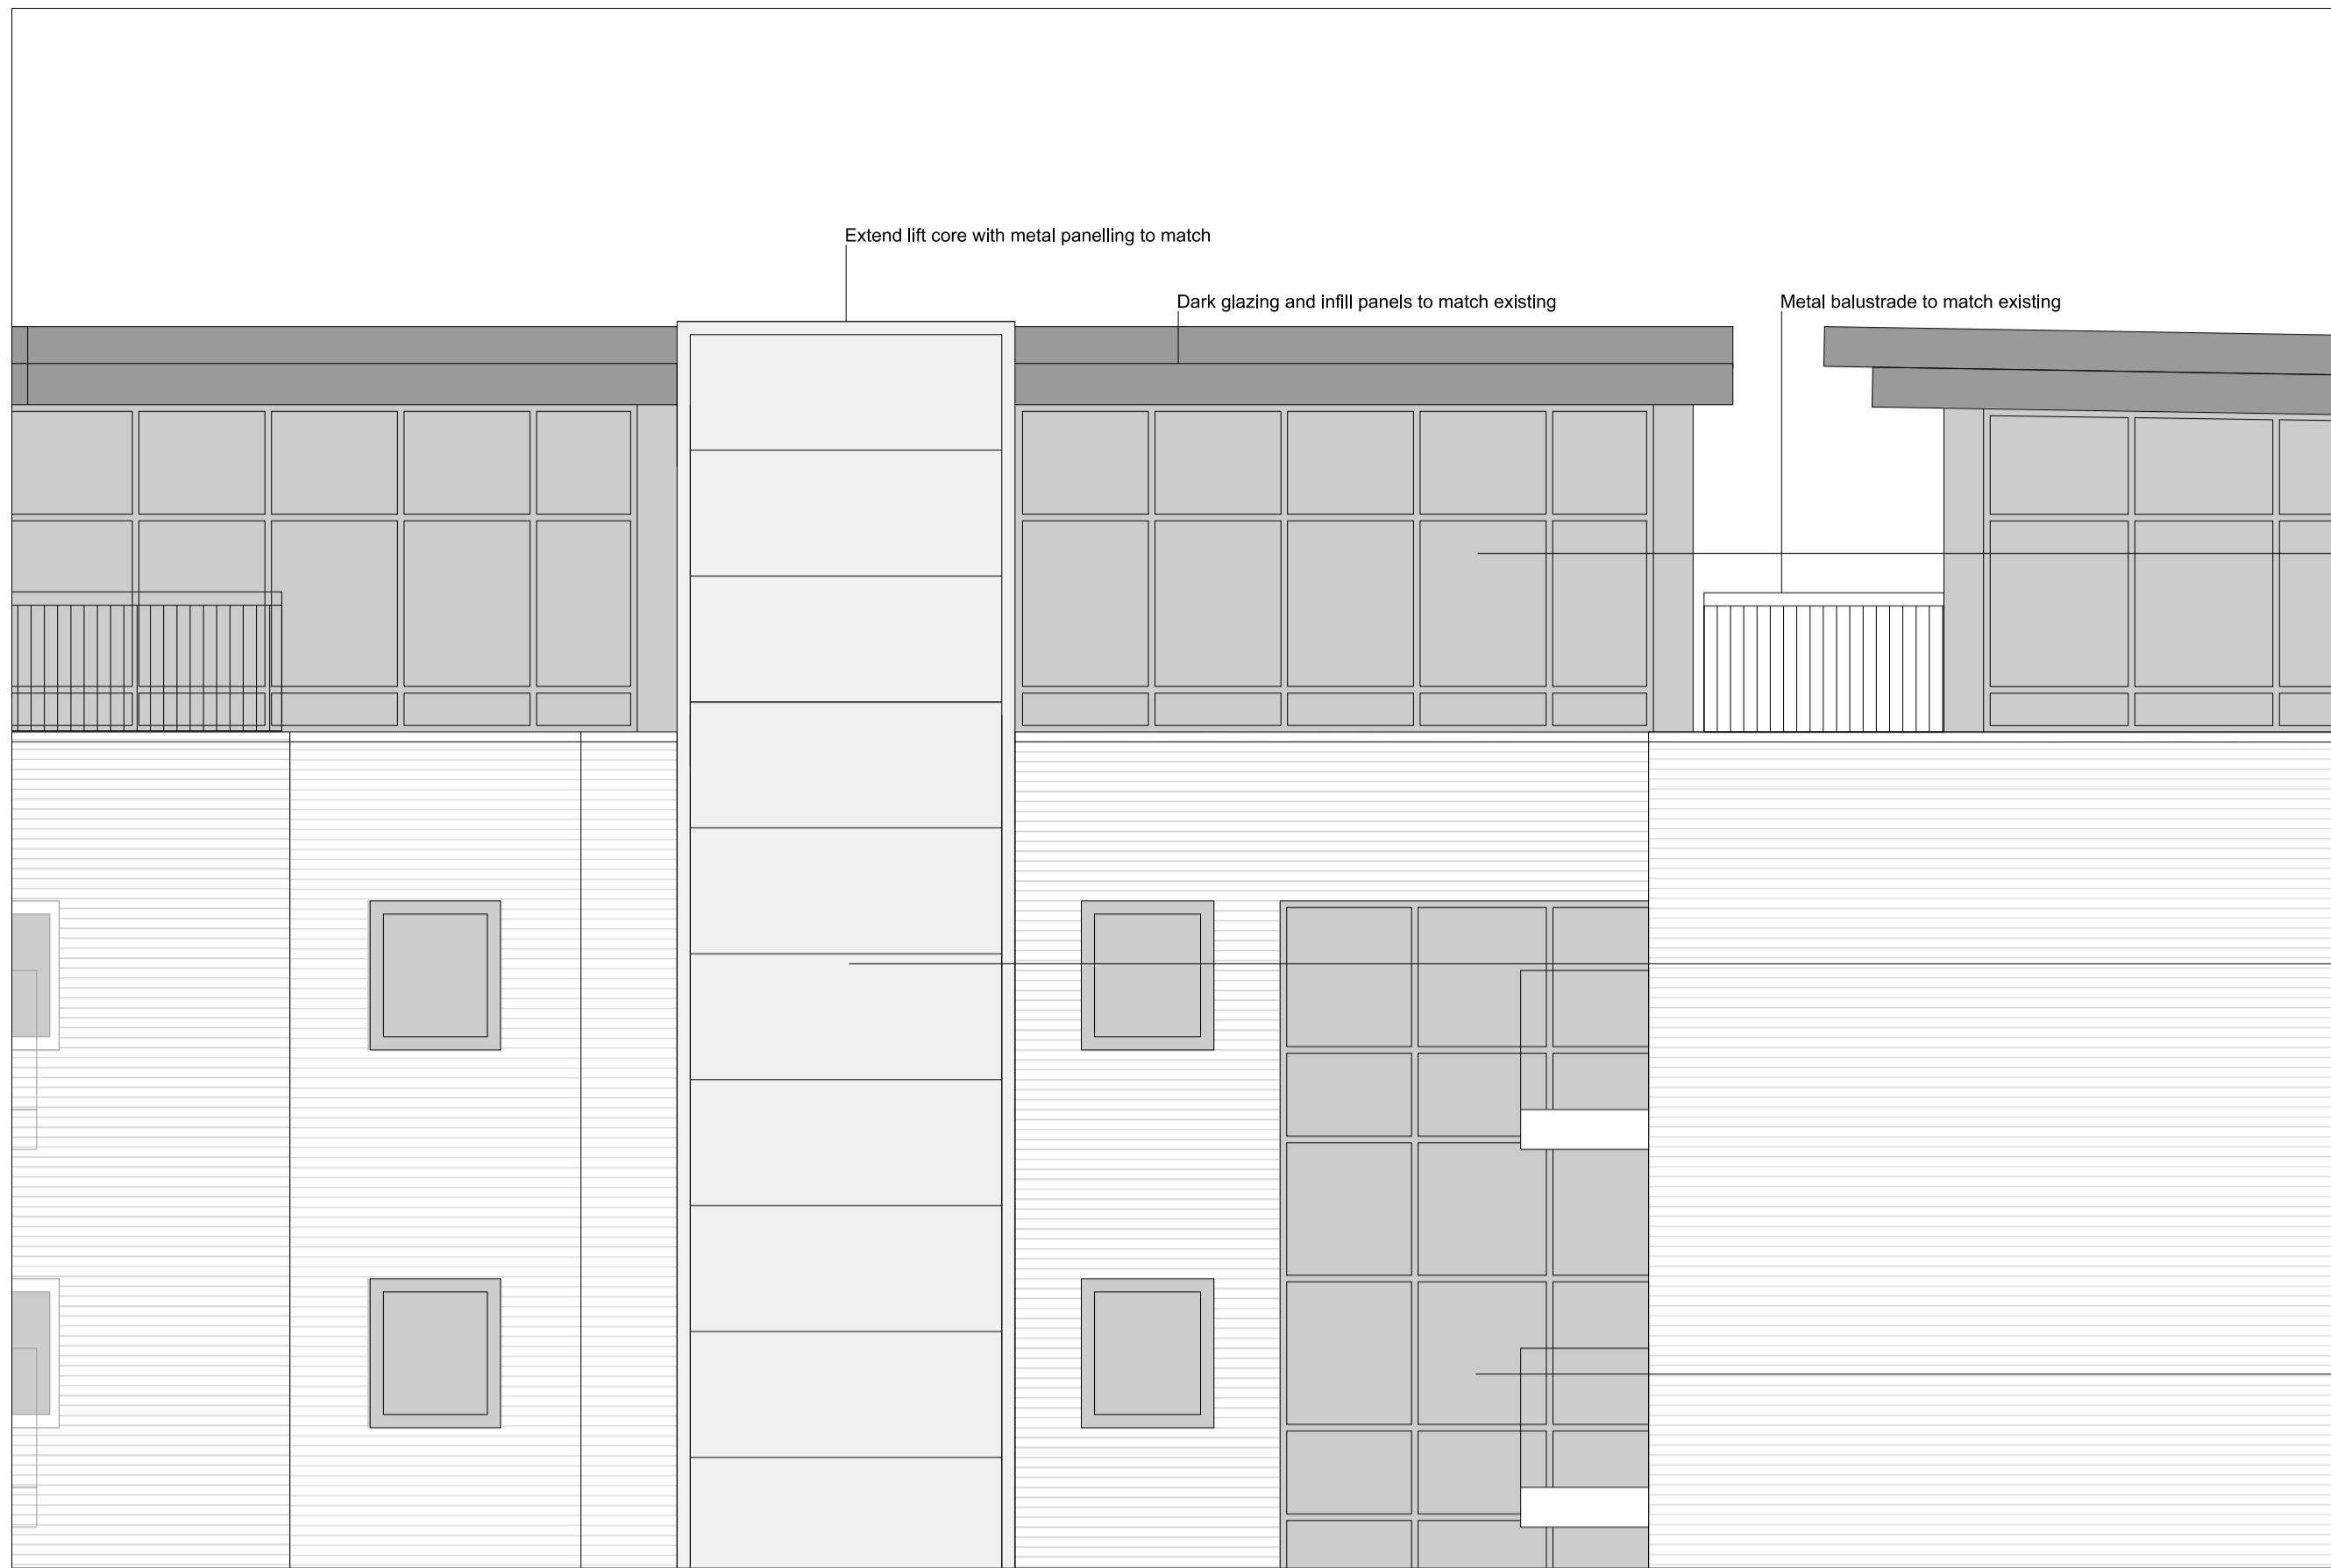 Extend lift core with metal panelling to match
Dark glazing and infill panels to match existing
Metal balustrade to match existing